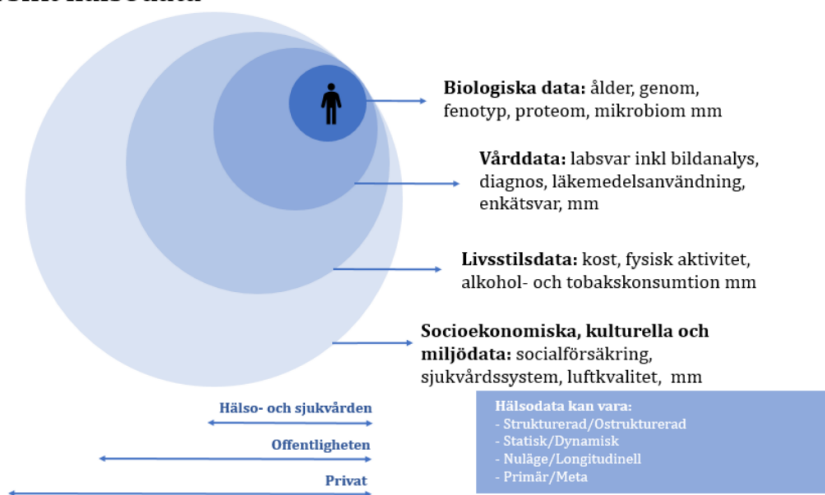 Biologiska data: ålder, genom,
fenotyp, proteom, mikrobiom mm
Vårddata: labsvar inkl bildanalys,
diagnos, läkemedelsanvändning,
enkätsvar, mm
Livsstilsdata: kost, fysisk aktivitet,
alkohol- och tobakskonsumtion mm
Socioekonomiska, kulturella och
miljödata: socialförsäkring,
sjukvårdssystem, luftkvalitet, mm
Hälso- och sjukvården
Offentligheten
Privat
Hälsodata kan vara:
- Strukturerad/Ostrukturerad
- Statisk/Dynamisk
- Nuläge/Longitudinell
- Primär/Meta